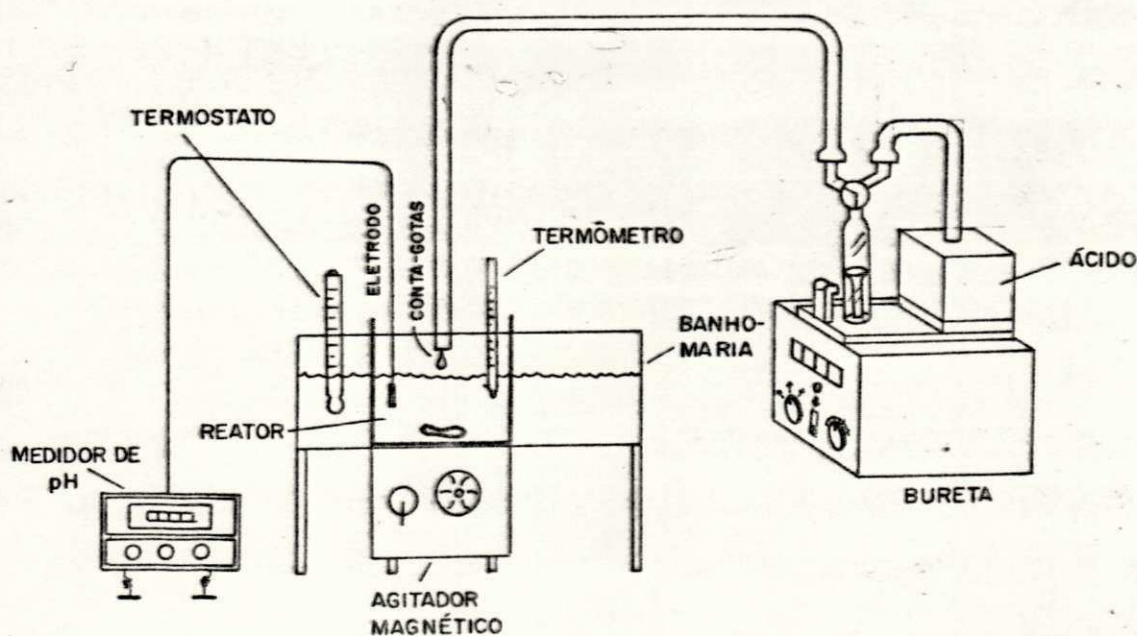 TERMOSTATO
ELETRODO
CONTA-GOTAS
TERMÔMETRO
ÁCIDO
BANHO-
MARIA
REATOR
MEDIDOR DE
pH
BURETA
AGITADOR
MAGNÉTICO